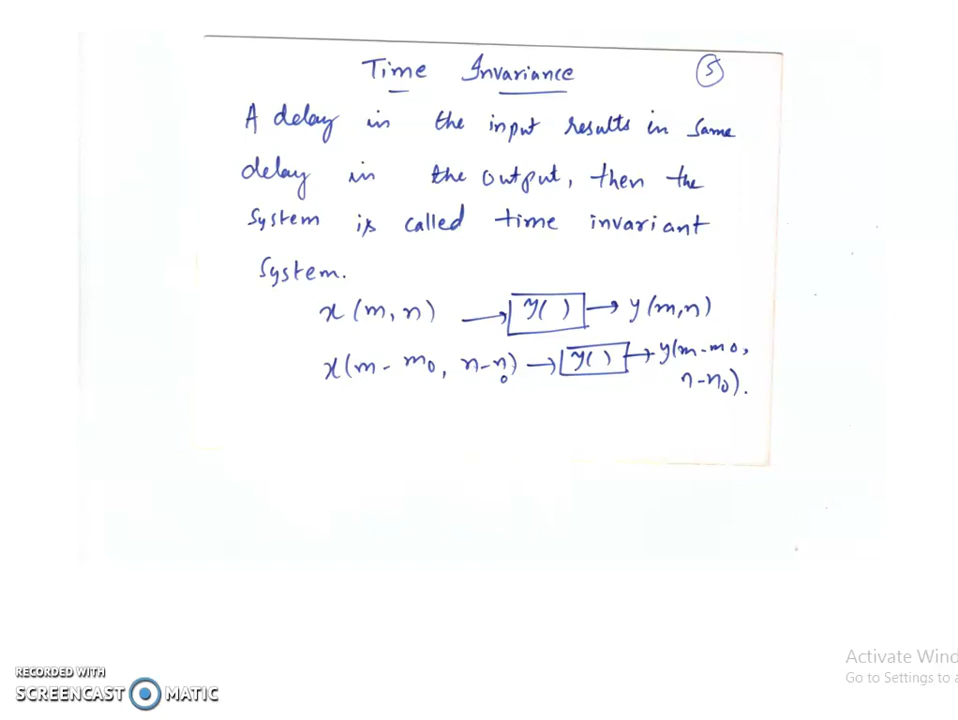 Time Invariance
5
A delay in the input results in same
delay in the output, then the
system is called time invariant
system.
x(m,n) → y( ) → y(m,n)
x(m-m0, n-n0) → y( ) → y(m-m0,
n-n0).
Activate Wind
Go to Settings to a
RECORDED WITH
SCREENCAST MATIC